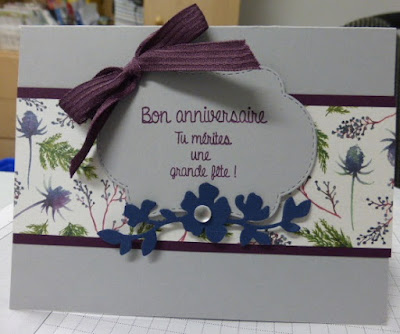 Bon anniversaire
Tu mérites
une
grande fête !